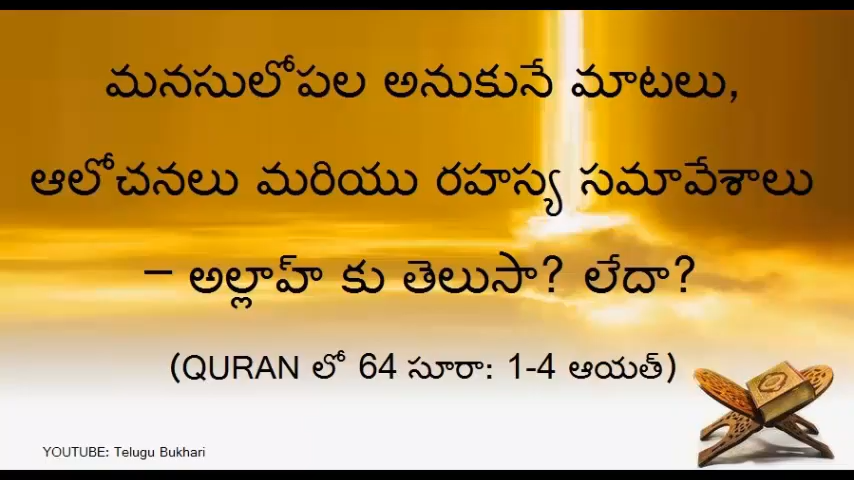 మనసులోపల అనుకునే మాటలు,
ఆలోచనలు మరియు రహస్య సమావేశాలు
– అల్లాహ్ కు తెలుసా? లేదా?
(QURAN లో 64 సూరా: 1-4 ఆయత్)
YOUTUBE: Telugu Bukhari